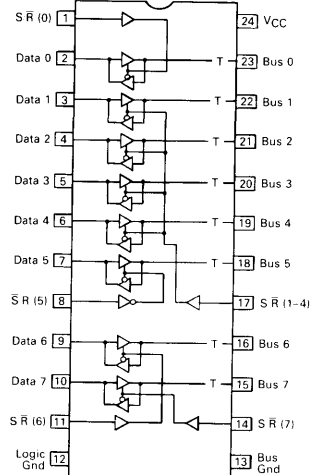 S R̅ (0) 1
24 VCC
Data 0 2 T 23 Bus 0
Data 1 3 T 22 Bus 1
Data 2 4 T 21 Bus 2
Data 3 5 T 20 Bus 3
Data 4 6 T 19 Bus 4
Data 5 7 T 18 Bus 5
S̅ R (5) 8 17 S R̅ (1-4)
Data 6 9 T 16 Bus 6
Data 7 10 T 15 Bus 7
S R̅ (6) 11 14 S R̅ (7)
Logic Gnd 12 13 Bus Gnd